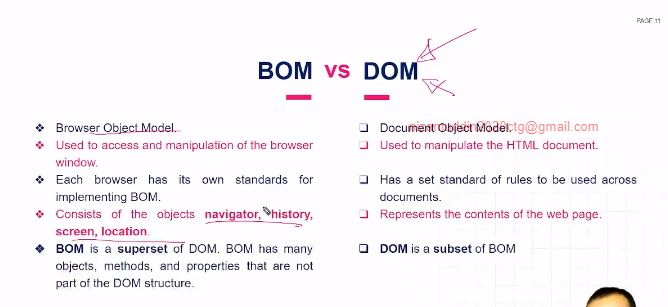 PAGE 11
BOM vs DOM
Browser Object Model.
Used to access and manipulation of the browser
window.
Each browser has its own standards for
implementing BOM.
Consists of the objects navigator, history,
screen, location.
BOM is a superset of DOM. BOM has many
objects, methods, and properties that are not
part of the DOM structure.
Document Object Model.
Used to manipulate the HTML document.
Has a set standard of rules to be used across
documents.
Represents the contents of the web page.
DOM is a subset of BOM